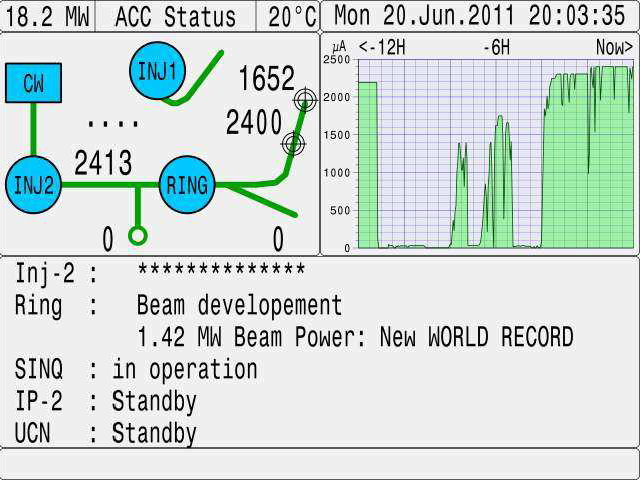 18.2 MW ACC Status 20°C Mon 20.Jun.2011 20:03:35
µA <-12H -6H Now>
2500
2000
1500
1000
500
0
INJ1
CW
1652
....
2400
2413
INJ2
RING
0
0
Inj-2 : **************
Ring : Beam developement
1.42 MW Beam Power: New WORLD RECORD
SINQ : in operation
IP-2 : Standby
UCN : Standby